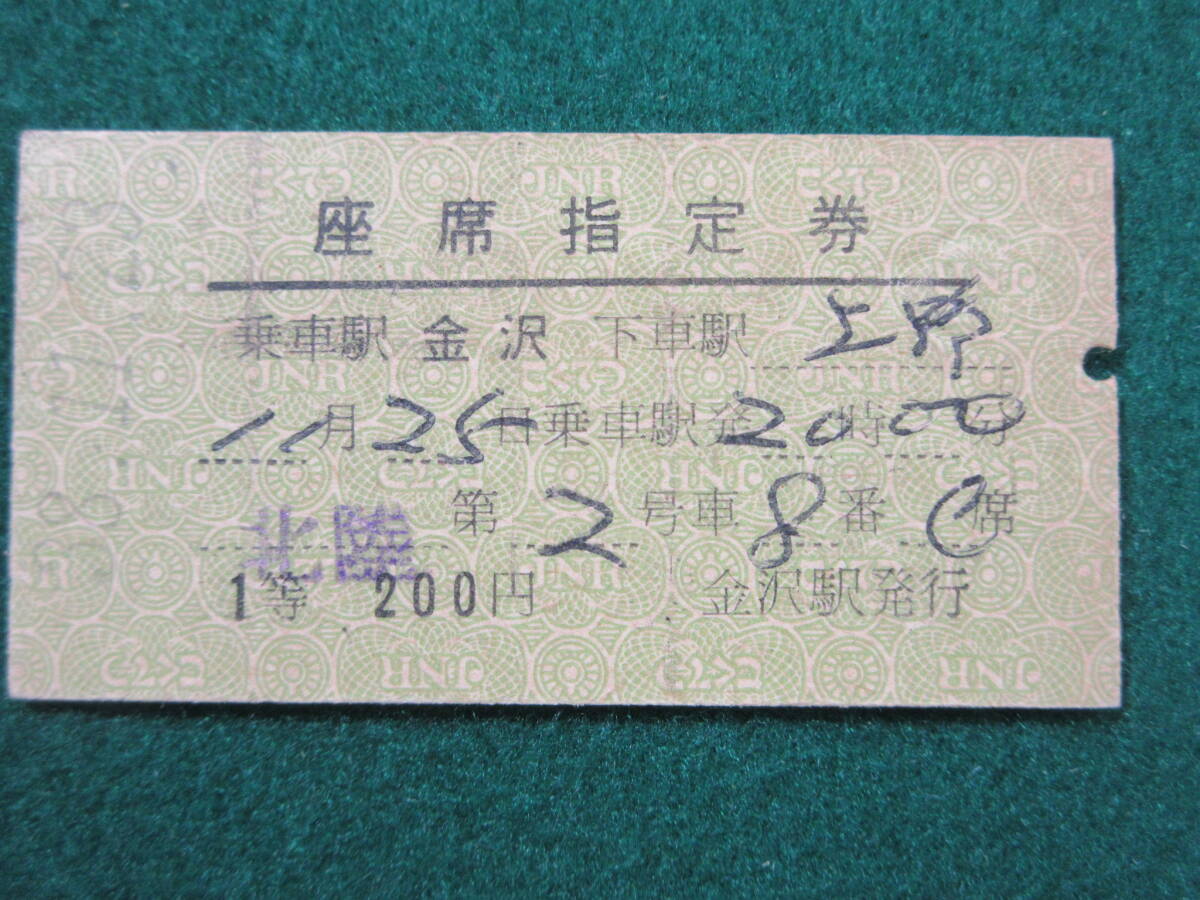 座席指定券
乗車駅 金沢 下車駅 上野
11月25日乗車駅発20時00分
北陸 第2号車8番C席
1等 200円 金沢駅発行